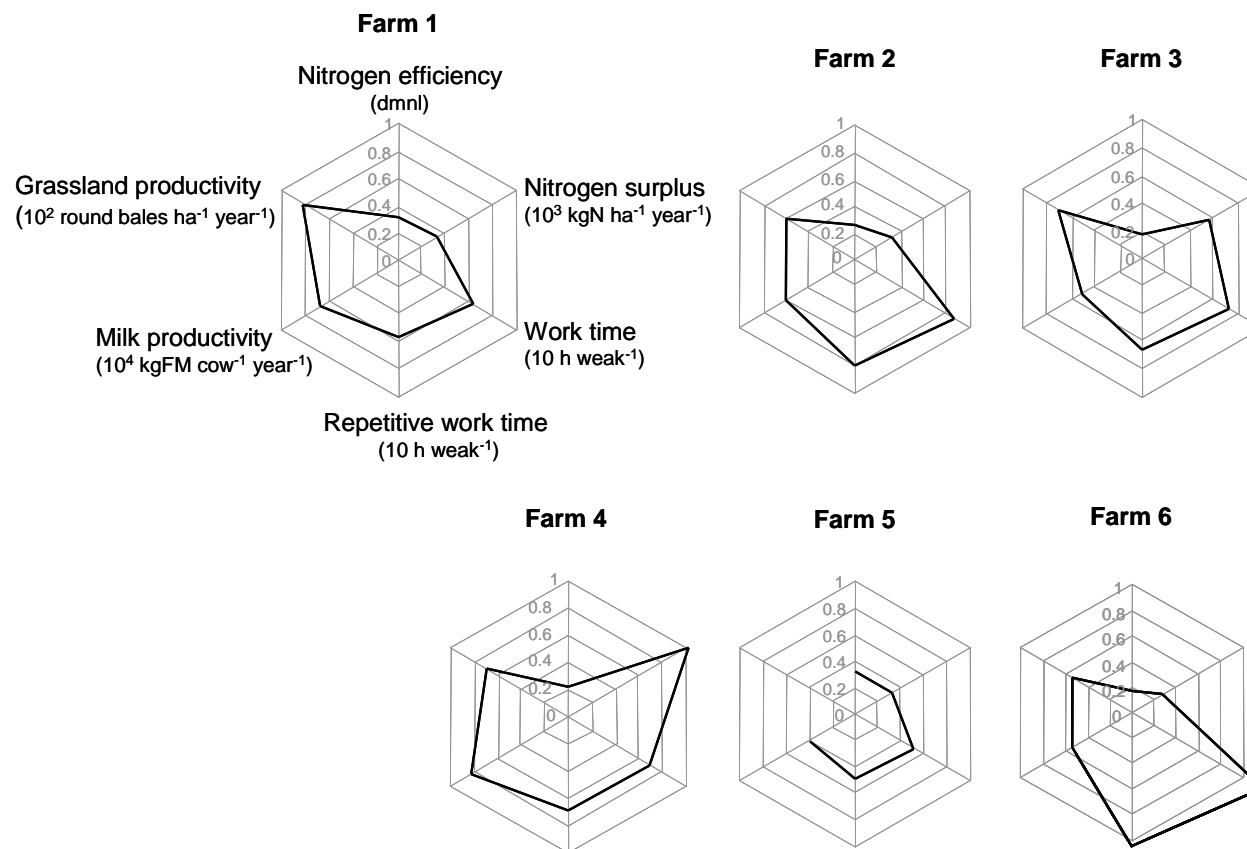 Farm 1
Nitrogen efficiency
(dmnl)
1
0.8
0.6
0.4
0.2
0
Grassland productivity
(10² round bales ha⁻¹ year⁻¹)
Nitrogen surplus
(10³ kgN ha⁻¹ year⁻¹)
Milk productivity
(10⁴ kgFM cow⁻¹ year⁻¹)
Work time
(10 h weak⁻¹)
Repetitive work time
(10 h weak⁻¹)
Farm 2
1
0.8
0.6
0.4
0.2
0
Farm 3
1
0.8
0.6
0.4
0.2
0
Farm 4
1
0.8
0.6
0.4
0.2
0
Farm 5
1
0.8
0.6
0.4
0.2
0
Farm 6
1
0.8
0.6
0.4
0.2
0